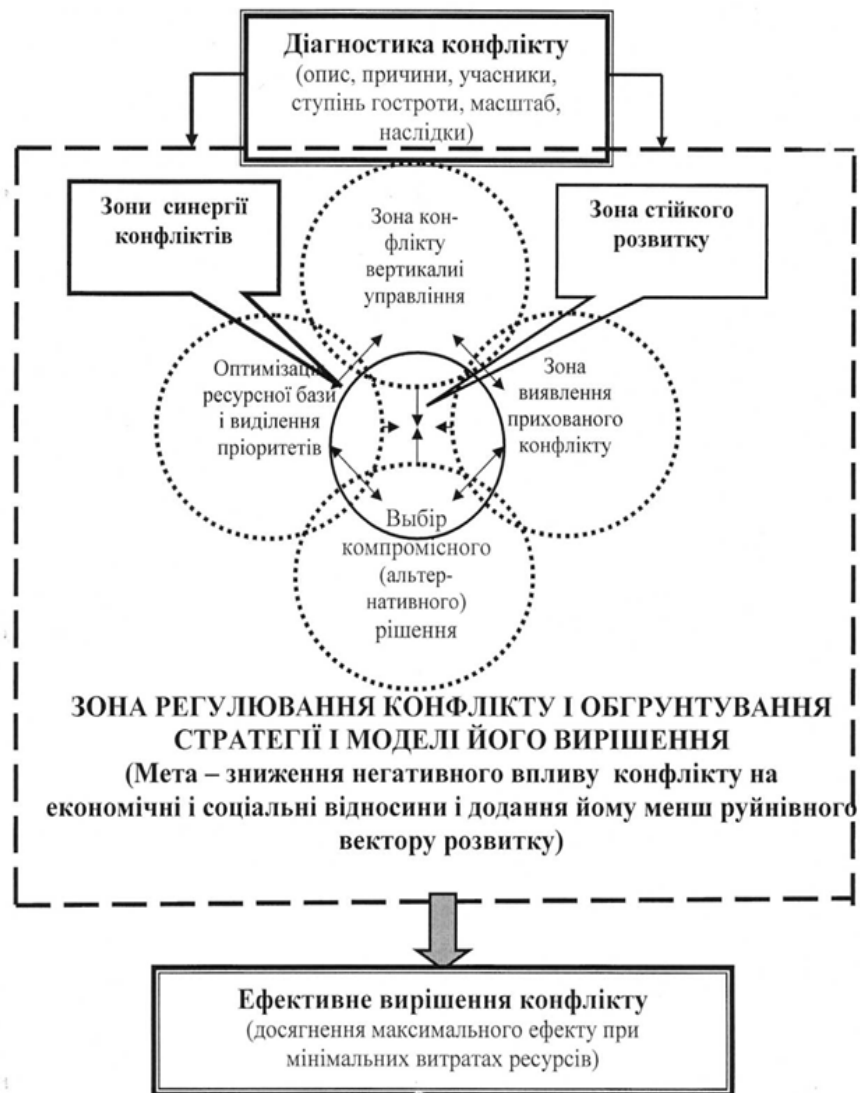 Діагностика конфлікту
(опис, причини, учасники,
ступінь гостроти, масштаб,
наслідки)
Зони синергії
конфліктів
Зона стійкого
розвитку
Зона кон-
флікту
вертикалиі
управління
Оптимізаці
ресурсної бази
і виділення
пріоритетів
Зона
виявлення
прихованого
конфлікту
Выбір
компромісного
(альтер-
нативного)
рішення
ЗОНА РЕГУЛЮВАННЯ КОНФЛІКТУ І ОБГРУНТУВАННЯ
СТРАТЕГІЇ І МОДЕЛІ ЙОГО ВИРІШЕННЯ
(Мета – зниження негативного впливу конфлікту на
економічні і соціальні відносини і додання йому менш руйнівного
вектору розвитку)
Ефективне вирішення конфлікту
(досягнення максимального ефекту при
мінімальних витратах ресурсів)